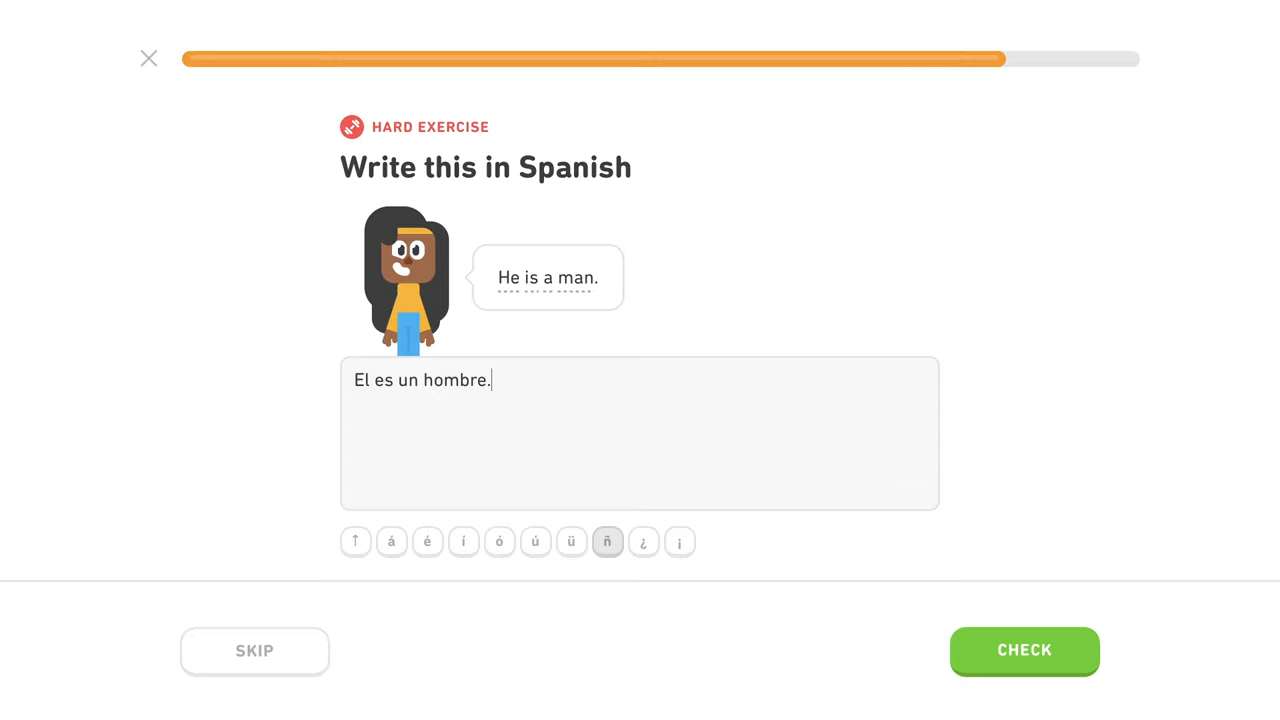 HARD EXERCISE
Write this in Spanish
He is a man.
El es un hombre.
↑ á é í ó ú ü ñ ¿ ¡
SKIP
CHECK